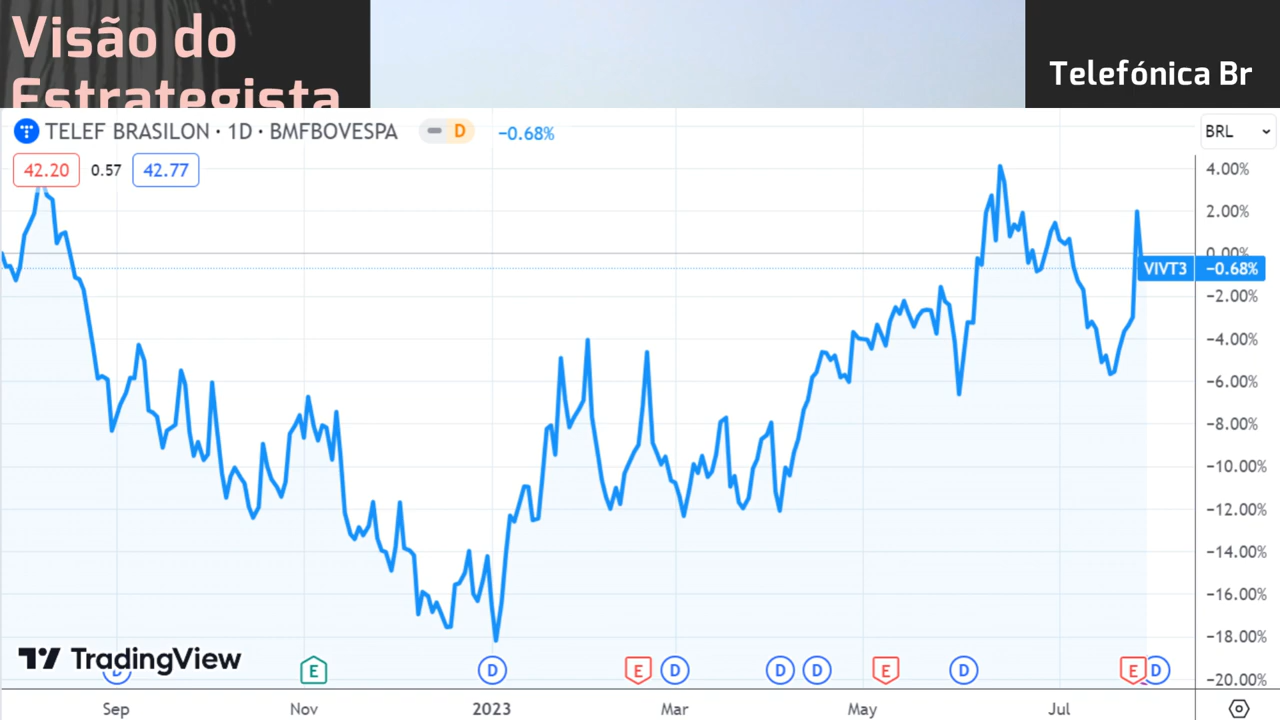 Visão do
Estrategista
Telefónica Br
TELEF BRASILON · 1D · BMFBOVESPA
D
−0.68%
BRL
42.20
0.57
42.77
4.00%
2.00%
0.00%
VIVT3
−0.68%
−2.00%
−4.00%
−6.00%
−8.00%
−10.00%
−12.00%
−14.00%
−16.00%
−18.00%
−20.00%
TradingView
D
E
D
E
D
D
D
E
D
E
D
Sep
Nov
2023
Mar
May
Jul